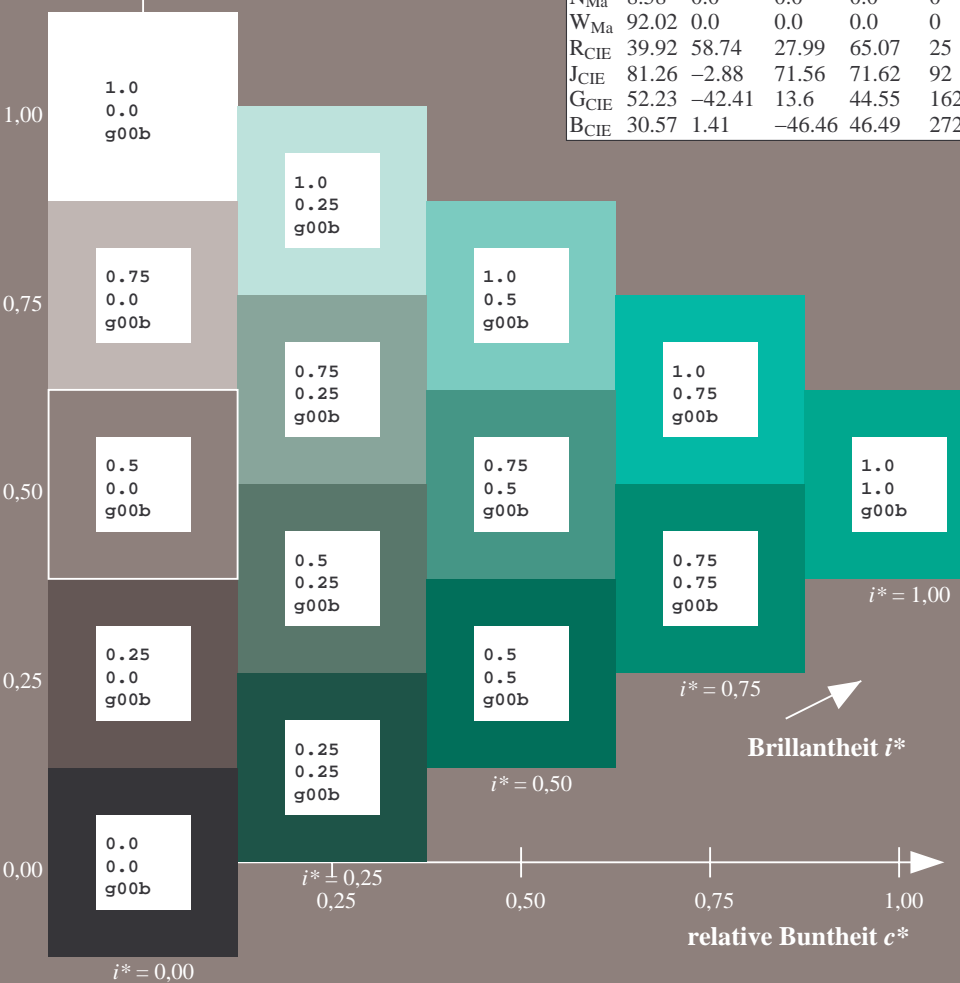 W_Ma 92.02 0.0 0.0 0.0 0
R_CIE 39.92 58.74 27.99 65.07 25
J_CIE 81.26 −2.88 71.56 71.62 92
G_CIE 52.23 −42.41 13.6 44.55 162
B_CIE 30.57 1.41 −46.46 46.49 272
1,00
0,75
0,50
0,25
0,00
1.0
0.0
g00b
0.75
0.0
g00b
0.5
0.0
g00b
0.25
0.0
g00b
0.0
0.0
g00b
i* = 0,00
1.0
0.25
g00b
0.75
0.25
g00b
0.5
0.25
g00b
0.25
0.25
g00b
i* = 0,25
1.0
0.5
g00b
0.75
0.5
g00b
0.5
0.5
g00b
i* = 0,50
1.0
0.75
g00b
0.75
0.75
g00b
i* = 0,75
1.0
1.0
g00b
i* = 1,00
Brillantheit i*
0,25 0,50 0,75 1,00
relative Buntheit c*